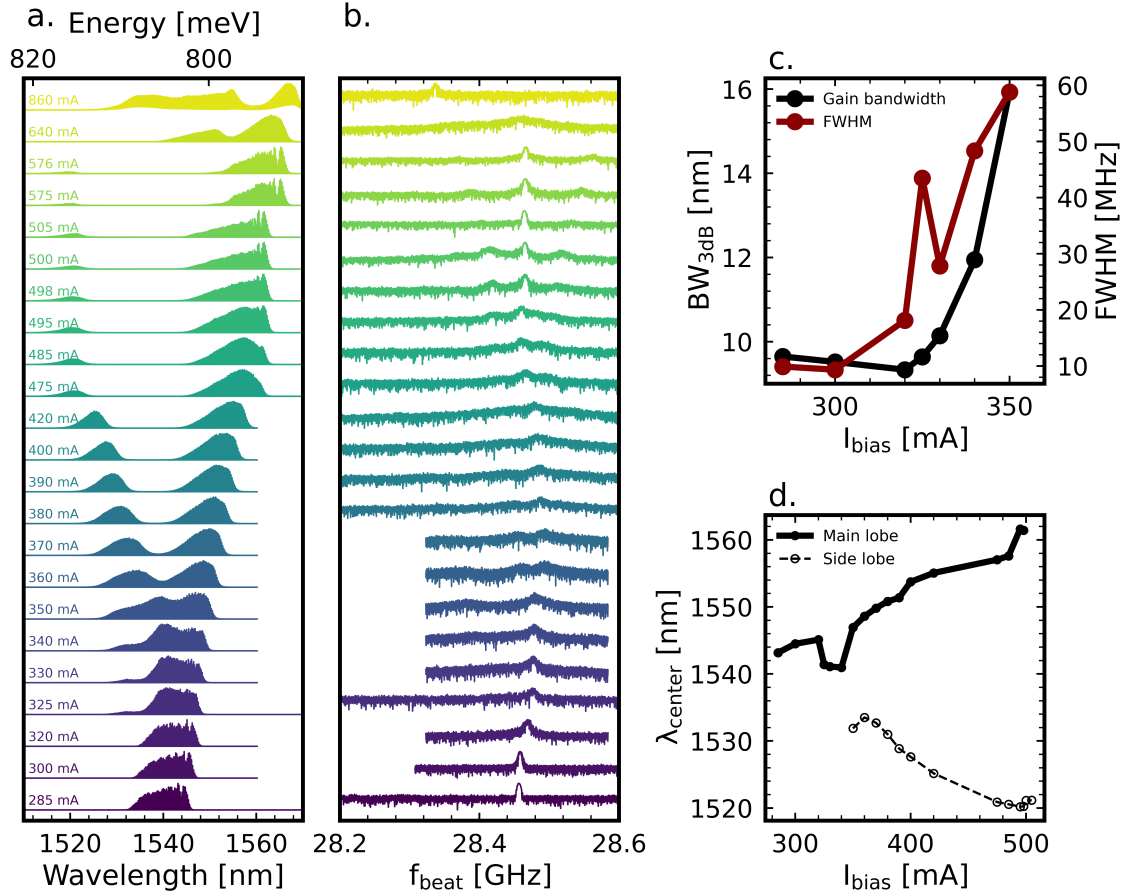 a.
Energy [meV]
820 800
860 mA
640 mA
576 mA
575 mA
505 mA
500 mA
498 mA
495 mA
485 mA
475 mA
420 mA
400 mA
390 mA
380 mA
370 mA
360 mA
350 mA
340 mA
330 mA
325 mA
320 mA
300 mA
285 mA
1520 1540 1560
Wavelength [nm]
b.
28.2 28.4 28.6
fbeat [GHz]
c.
BW3dB [nm]
16
14
12
10
Gain bandwidth
FWHM
60
50
40
30
20
10
FWHM [MHz]
300 350
Ibias [mA]
d.
λcenter [nm]
1560
1550
1540
1530
1520
Main lobe
Side lobe
300 400 500
Ibias [mA]